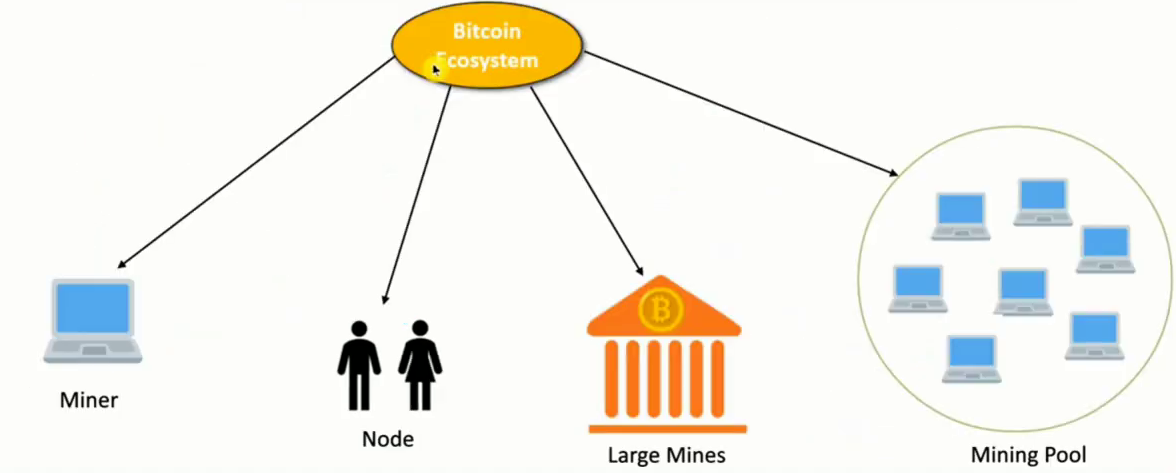 Bitcoin
Ecosystem
Miner
Node
Large Mines
Mining Pool